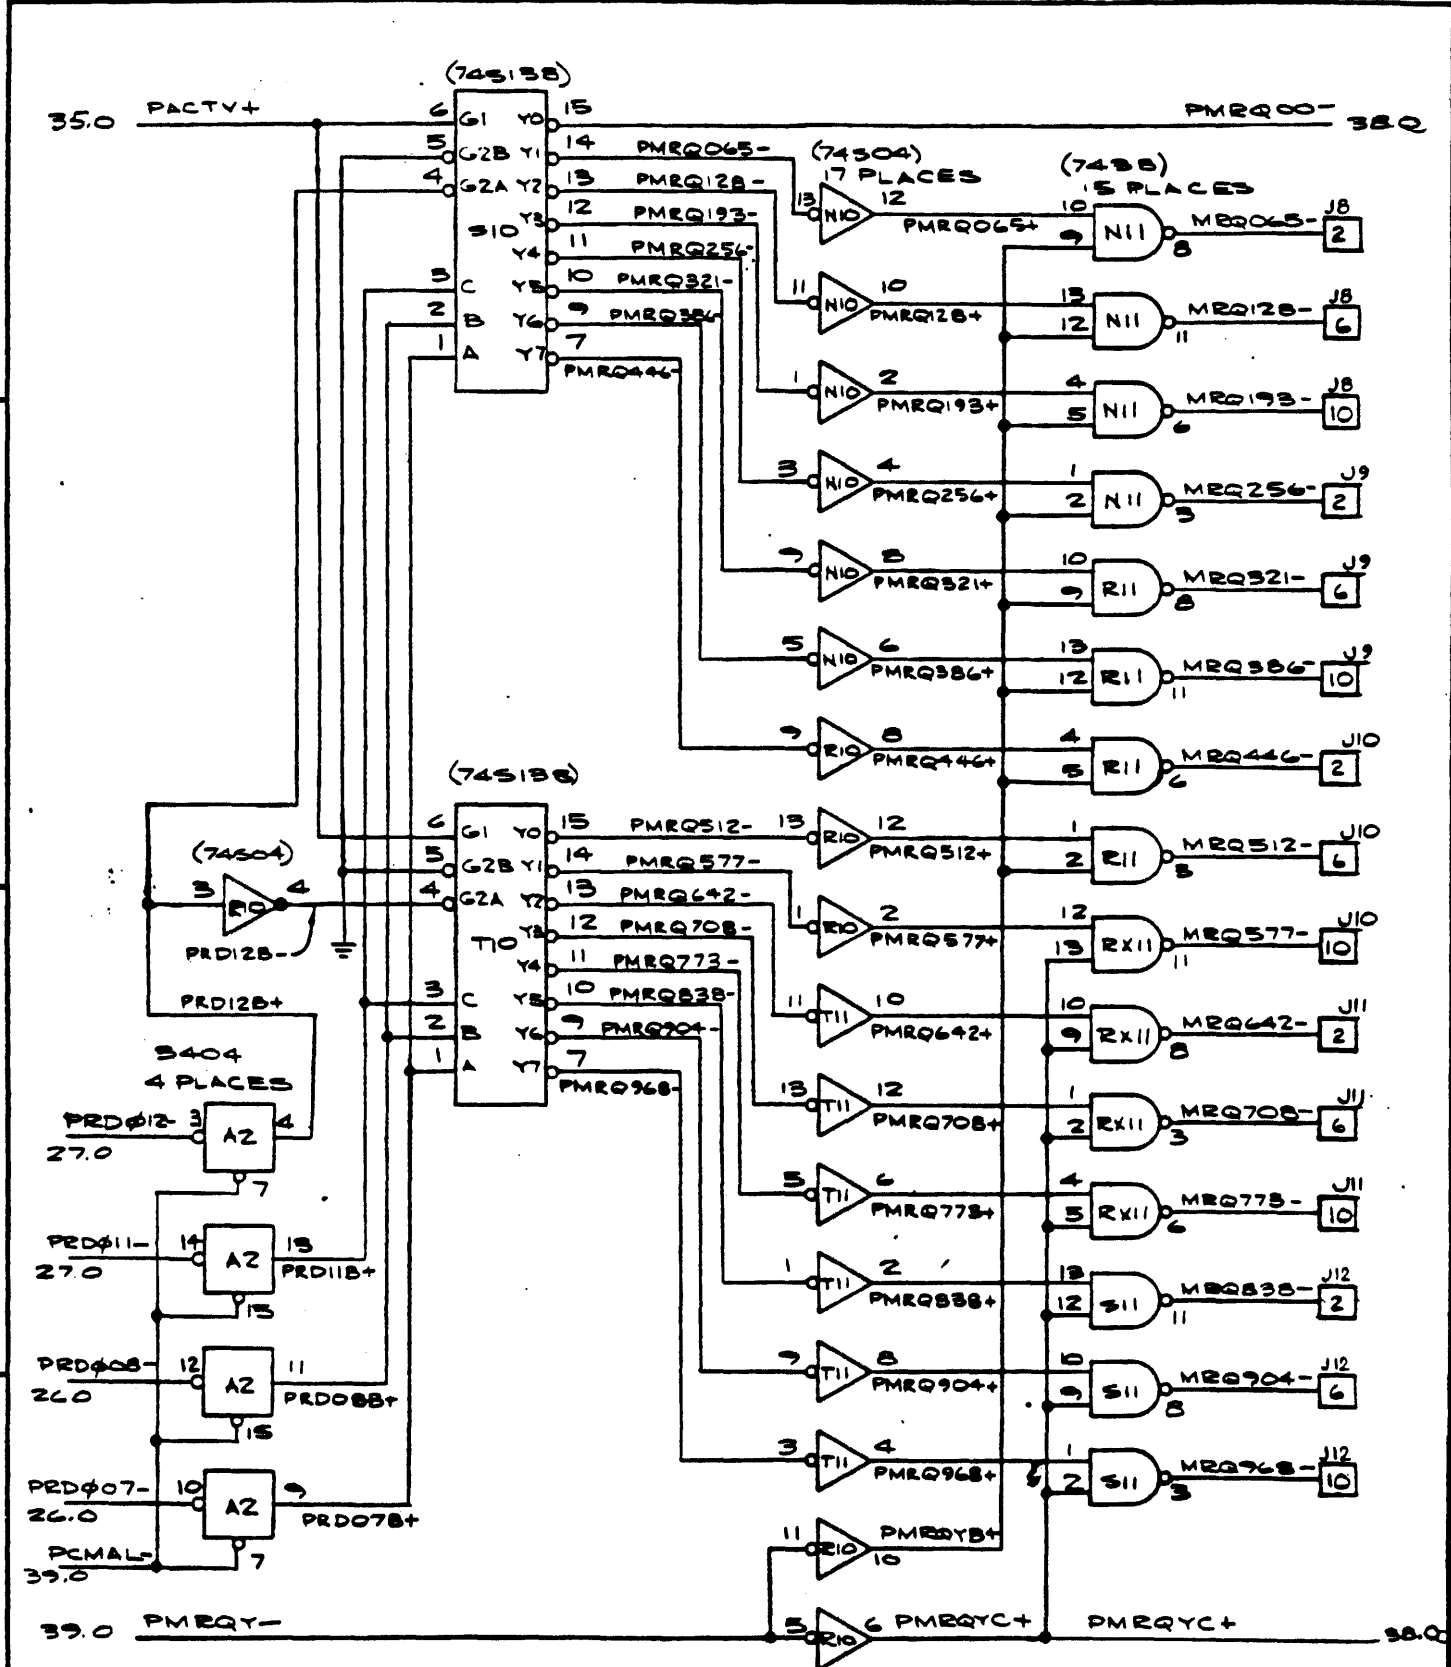 (74S138)
35.0 PACTV+
6 G1 Y0 15 PMRQ00- 38.0
5 G2B Y1 14 PMRQ065-
4 G2A Y2 13 PMRQ128-
Y3 12 PMRQ193-
S10
Y4 11 PMRQ256-
3 C Y5 10 PMRQ321-
2 B Y6 9 PMRQ386-
1 A Y7 7 PMRQ446-
(74S04)
17 PLACES
(7438)
15 PLACES
13 N10 12 PMRQ065+ 10 9 N11 8 MRQ065- J8 2
11 N10 10 PMRQ128+ 13 12 N11 11 MRQ128- J8 6
1 N10 2 PMRQ193+ 4 5 N11 6 MRQ193- J8 10
3 N10 4 PMRQ256+ 1 2 N11 3 MRQ256- J9 2
9 N10 8 PMRQ321+ 10 9 R11 8 MRQ321- J9 6
5 N10 6 PMRQ386+ 13 12 R11 11 MRQ386- J9 10
9 R10 8 PMRQ446+ 4 5 R11 6 MRQ446- J10 2
(74S138)
6 G1 Y0 15 PMRQ512- 13 R10 12 PMRQ512+ 1 2 R11 3 MRQ512- J10 6
5 G2B Y1 14 PMRQ577- 1 R10 2 PMRQ577+ 12 13 RX11 11 MRQ577- J10 10
4 G2A Y2 13 PMRQ642- 11 T11 10 PMRQ642+ 10 9 RX11 8 MRQ642- J11 2
T10
Y3 12 PMRQ708- 13 T11 12 PMRQ708+ 1 2 RX11 3 MRQ708- J11 6
Y4 11 PMRQ773- 5 T11 6 PMRQ773+ 4 5 RX11 6 MRQ773- J11 10
3 C Y5 10 PMRQ838- 1 T11 2 PMRQ838+ 13 12 S11 11 MRQ838- J12 2
2 B Y6 9 PMRQ904- 9 T11 8 PMRQ904+ 10 9 S11 8 MRQ904- J12 6
1 A Y7 7 PMRQ968- 3 T11 4 PMRQ968+ 1 2 S11 3 MRQ968- J12 10
(74S04)
3 R10 4
PRD12B-
PRD12B+
3404
4 PLACES
PRDφ12- 3 A2 4
27.0 7
PRDφ11- 14 A2 13 PRD11B+
27.0 15
PRDφ08- 12 A2 11 PRD08B+
26.0 15
PRDφ07- 10 A2 9 PRD07B+
26.0
PCMAL- 7
39.0
11 R10 10 PMRQYB+
39.0 PMRQY- 5 R10 6 PMRQYC+ PMRQYC+ 38.0